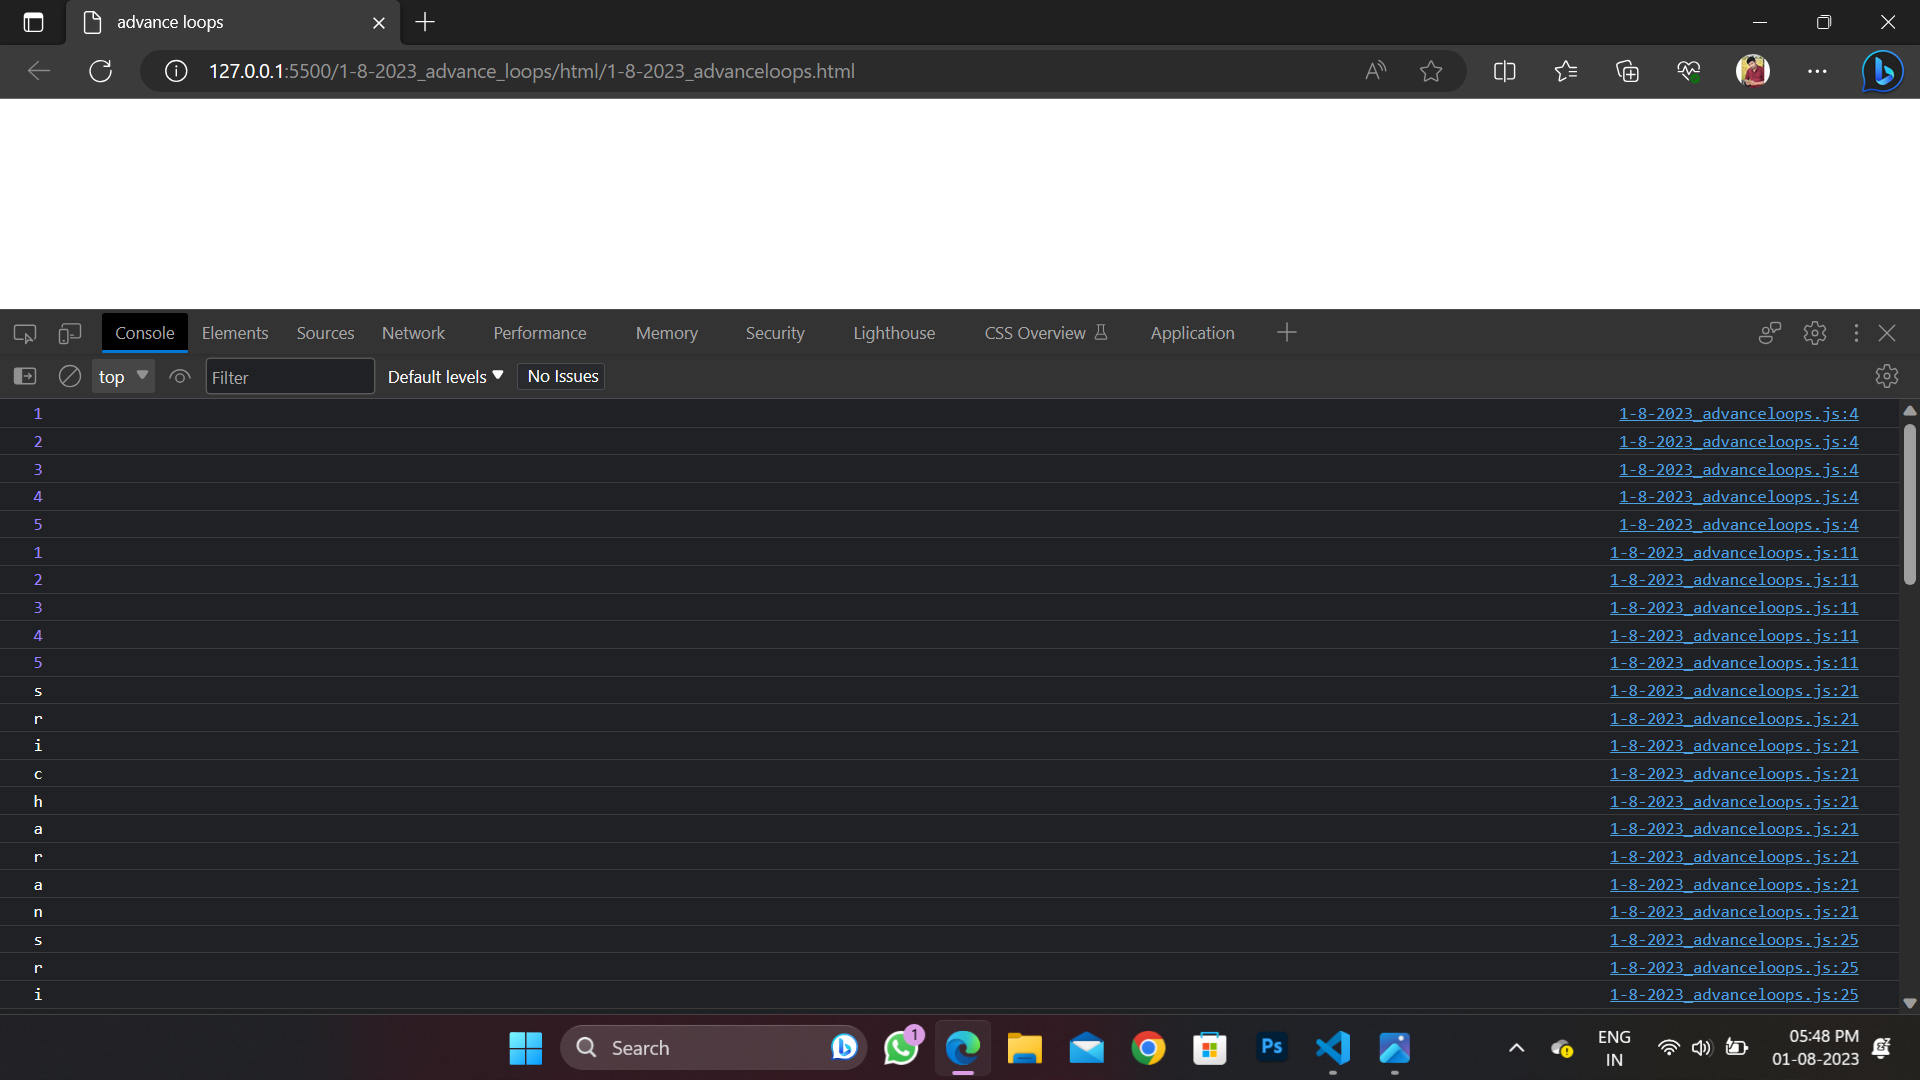 advance loops
127.0.0.1:5500/1-8-2023_advance_loops/html/1-8-2023_advanceloops.html
Console Elements Sources Network Performance Memory Security Lighthouse CSS Overview Application
top Filter Default levels No Issues
1 1-8-2023_advanceloops.js:4
2 1-8-2023_advanceloops.js:4
3 1-8-2023_advanceloops.js:4
4 1-8-2023_advanceloops.js:4
5 1-8-2023_advanceloops.js:4
1 1-8-2023_advanceloops.js:11
2 1-8-2023_advanceloops.js:11
3 1-8-2023_advanceloops.js:11
4 1-8-2023_advanceloops.js:11
5 1-8-2023_advanceloops.js:11
s 1-8-2023_advanceloops.js:21
r 1-8-2023_advanceloops.js:21
i 1-8-2023_advanceloops.js:21
c 1-8-2023_advanceloops.js:21
h 1-8-2023_advanceloops.js:21
a 1-8-2023_advanceloops.js:21
r 1-8-2023_advanceloops.js:21
a 1-8-2023_advanceloops.js:21
n 1-8-2023_advanceloops.js:21
s 1-8-2023_advanceloops.js:25
r 1-8-2023_advanceloops.js:25
i 1-8-2023_advanceloops.js:25
Search
1
Ps
ENG
IN
05:48 PM
01-08-2023